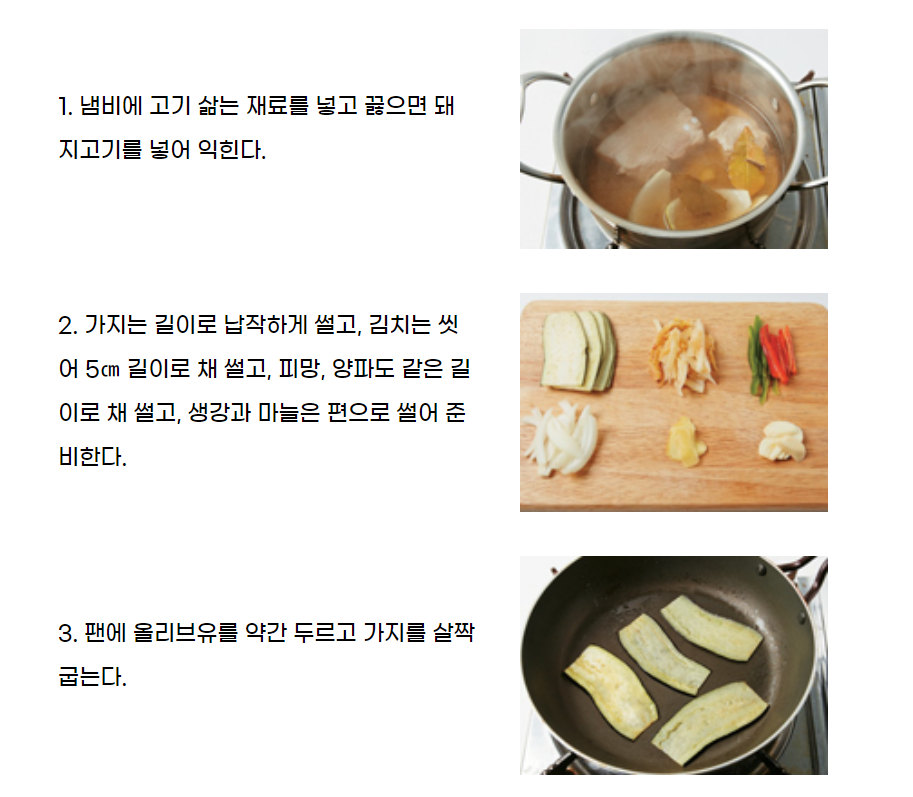 1. 냄비에 고기 삶는 재료를 넣고 끓으면 돼
지고기를 넣어 익힌다.
2. 가지는 길이로 납작하게 썰고, 김치는 씻
어 5㎝ 길이로 채 썰고, 피망, 양파도 같은 길
이로 채 썰고, 생강과 마늘은 편으로 썰어 준
비한다.
3. 팬에 올리브유를 약간 두르고 가지를 살짝
굽는다.